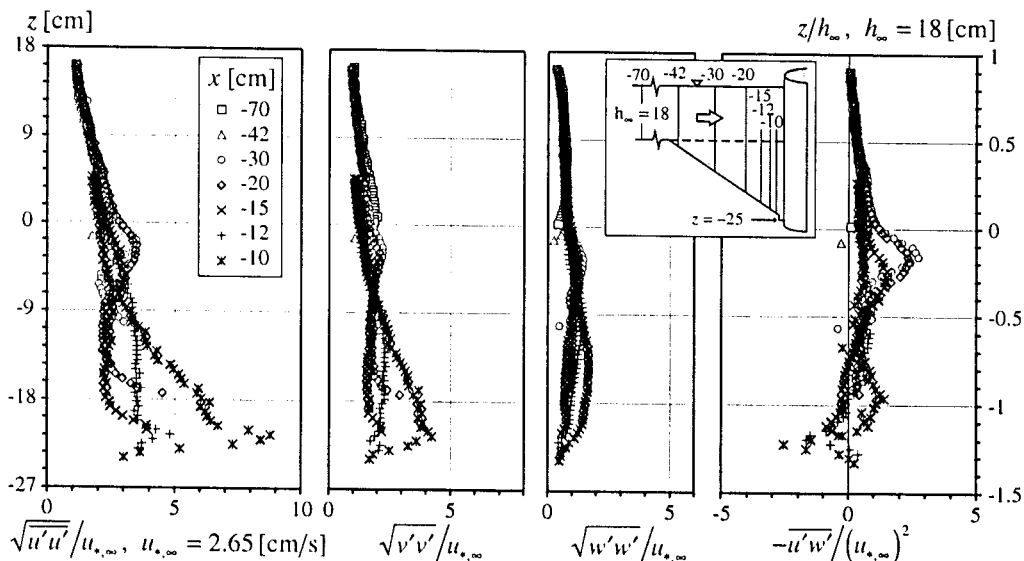 z [cm]
z/h∞, h∞ = 18 [cm]
18
9
0
-9
-18
-27
x [cm]
□ -70
△ -42
○ -30
◇ -20
× -15
+ -12
ж -10
-70 -42 -30 -20
-15
-12
-10
h∞ = 18
z = -25
1
0.5
0
-0.5
-1
-1.5
0 5 10
0 5
0 5
-5 0 5
√u'u'/u*,∞, u*,∞ = 2.65 [cm/s]
√v'v'/u*,∞
√w'w'/u*,∞
-u'w'/(u*,∞)²